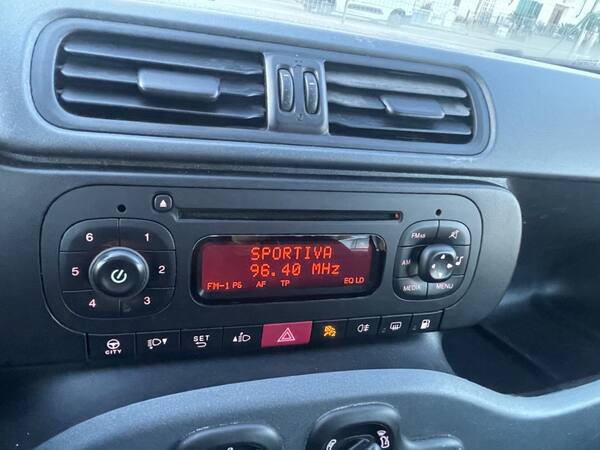 SPORTIVA
96.40 MHz
FM-1 P6 AF TP EQ LD
6 1
5 2
4 3
FM AS
AM
MEDIA MENU
CITY
SET